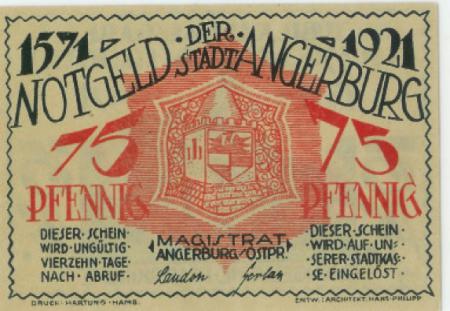 1571 · DER · 1921
NOTGELD STADT ANGERBURG
75 75
PFENNIG PFENNIG
DIESER · SCHEIN
WIRD · UNGÜLTIG
VIERZEHN · TAGE
NACH · ABRUF ·
MAGISTRAT
ANGERBURG · OSTPR.
Laudon
DIESER · SCHEIN ·
WIRD · AUF · UN:
SERER · STADTKAS:
SE · EINGELÖST ·
DRUCK: HARTUNG · HAMB.
ENTW.: ARCHITEKT. HANS · PHILIPP